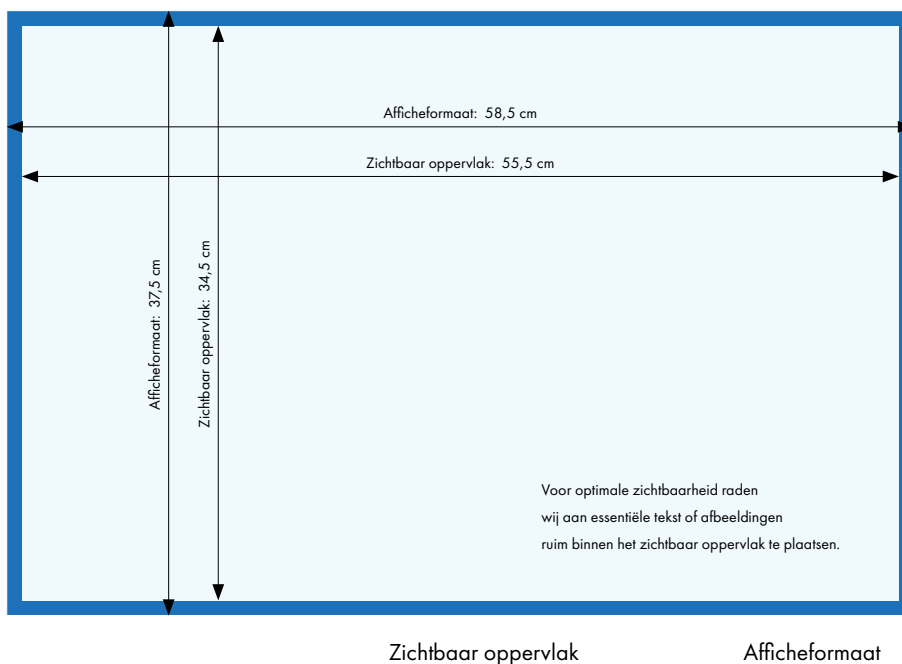 Afficheformaat: 58,5 cm
Zichtbaar oppervlak: 55,5 cm
Afficheformaat: 37,5 cm
Zichtbaar oppervlak: 34,5 cm
Voor optimale zichtbaarheid raden
wij aan essentiële tekst of afbeeldingen
ruim binnen het zichtbaar oppervlak te plaatsen.
Zichtbaar oppervlak
Afficheformaat